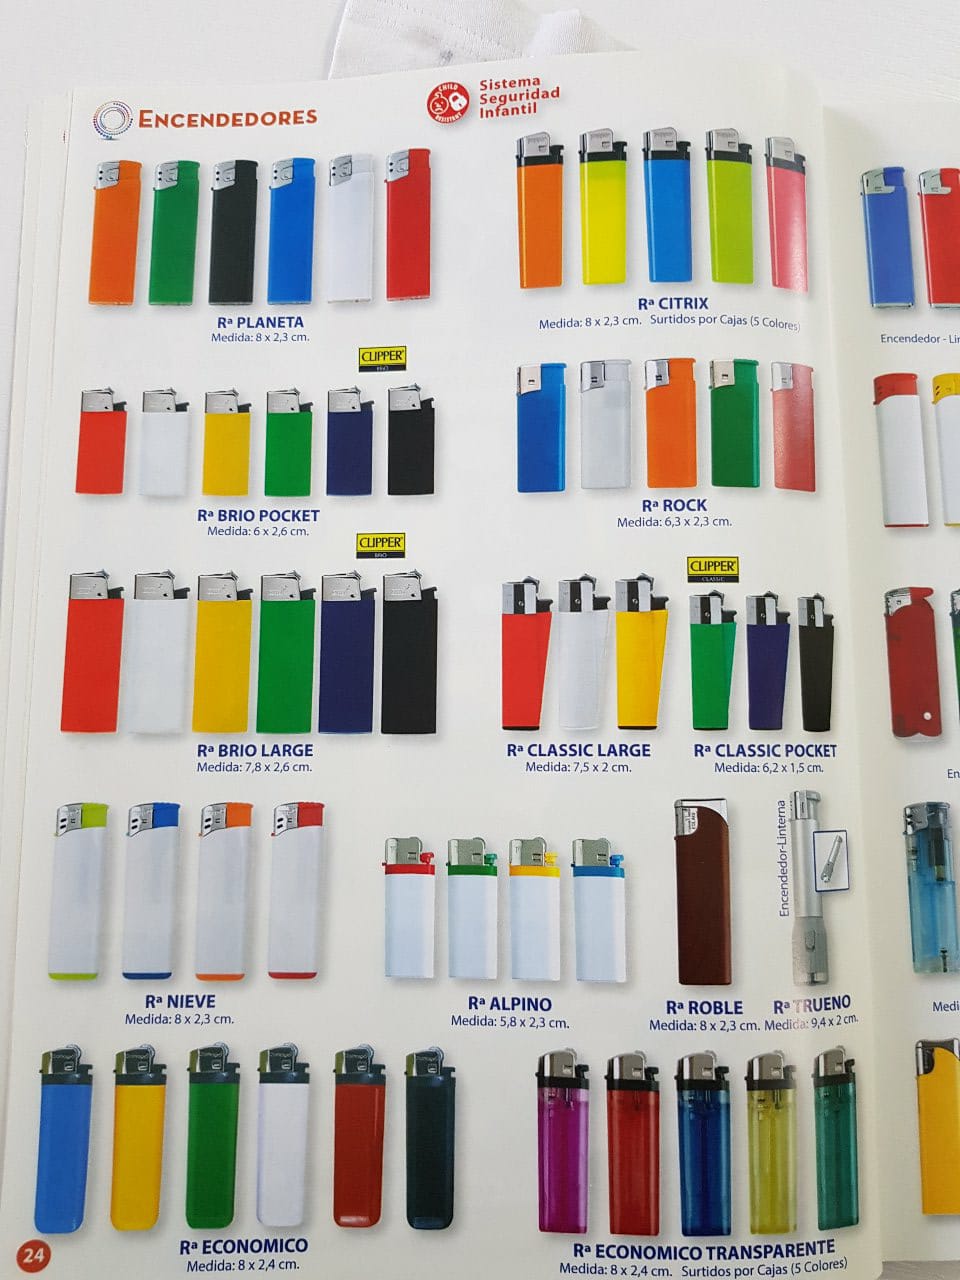 ENCENDEDORES
CHILD
RESISTANT
Sistema
Seguridad
Infantil
Rª PLANETA
Medida: 8 x 2,3 cm.
Rª CITRIX
Medida: 8 x 2,3 cm. Surtidos por Cajas (5 Colores)
Encendedor - Lin
CLIPPER
BRIO
Rª BRIO POCKET
Medida: 6 x 2,6 cm.
Rª ROCK
Medida: 6,3 x 2,3 cm.
CLIPPER
BRIO
Rª BRIO LARGE
Medida: 7,8 x 2,6 cm.
CLIPPER
CLASSIC
Rª CLASSIC LARGE
Medida: 7,5 x 2 cm.
Rª CLASSIC POCKET
Medida: 6,2 x 1,5 cm.
En
Rª NIEVE
Medida: 8 x 2,3 cm.
Rª ALPINO
Medida: 5,8 x 2,3 cm.
Rª ROBLE
Medida: 8 x 2,3 cm.
Encendedor-Linterna
Rª TRUENO
Medida: 9,4 x 2 cm.
Medi
Rª ECONOMICO
Medida: 8 x 2,4 cm.
Rª ECONOMICO TRANSPARENTE
Medida: 8 x 2,4 cm. Surtidos por Cajas (5 Colores)
24